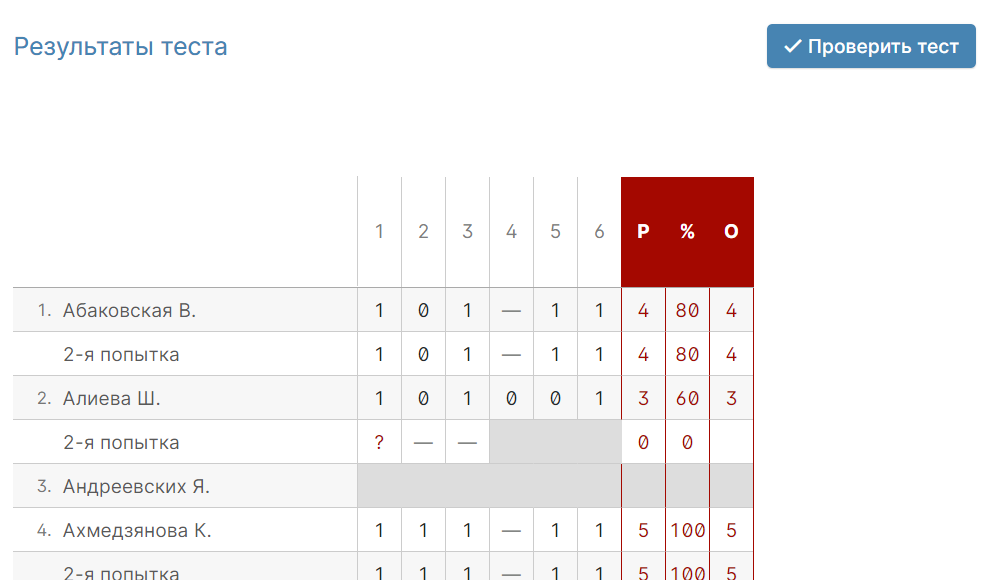 Результаты теста
Проверить тест
1 2 3 4 5 6 Р % О
1. Абаковская В. 1 0 1 — 1 1 4 80 4
2-я попытка 1 0 1 — 1 1 4 80 4
2. Алиева Ш. 1 0 1 0 0 1 3 60 3
2-я попытка ? — — 0 0
3. Андреевских Я.
4. Ахмедзянова К. 1 1 1 — 1 1 5 100 5
2-я попытка 1 1 1 — 1 1 5 100 5